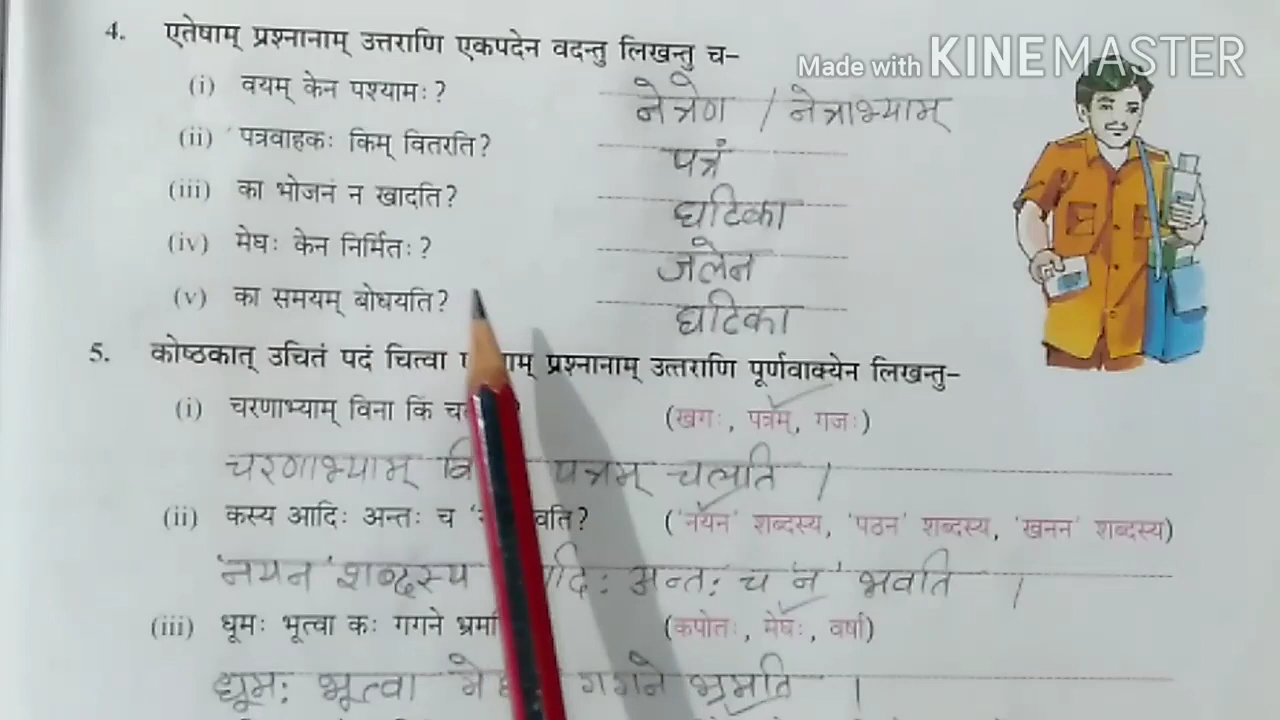 Made with KINEMASTER
4. एतेषाम् प्रश्नानाम् उत्तराणि एकपदेन वदन्तु लिखन्तु च–
(i) वयम् केन पश्यामः? नेत्रेण / नेत्राभ्याम्
(ii) पत्रवाहकः किम् वितरति? पत्रं
(iii) का भोजनं न खादति? घटिका
(iv) मेघः केन निर्मितः? जलेन
(v) का समयम् बोधयति? घटिका
5. कोष्ठकात् उचितं पदं चित्वा प्रश्नानाम् उत्तराणि पूर्णवाक्येन लिखन्तु–
(i) चरणाभ्याम् विना किं (खगः, पत्रम्, गजः)
चरणाभ्याम् पत्रम् चलति ।
(ii) कस्य आदिः अन्तः च (‘नयन’ शब्दस्य, ‘पठन’ शब्दस्य, ‘खनन’ शब्दस्य)
'नयन' शब्दस्य अन्तः च 'न' भवति ।
(iii) धूमः भूत्वा कः गगने (कपोतः, मेघः, वर्षा)
धूमः भूत्वा गगने भ्रमति ।